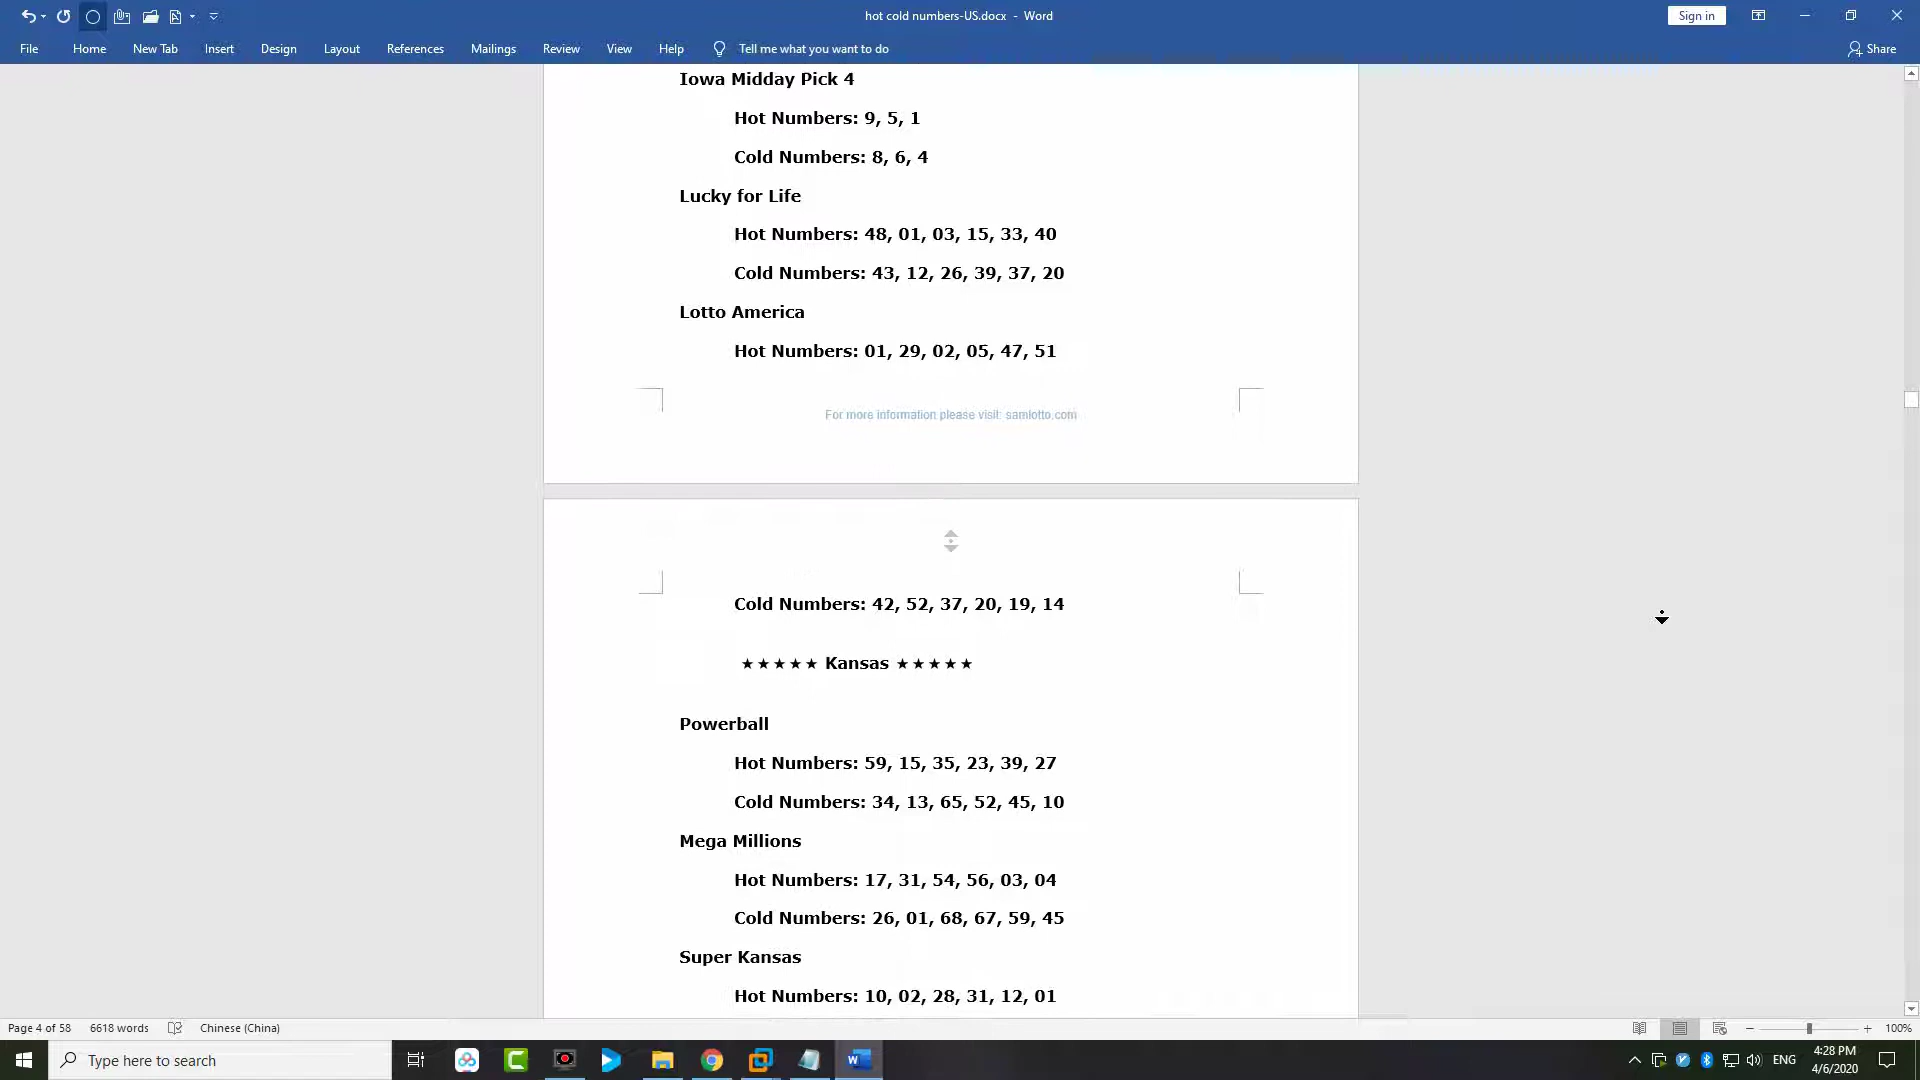 hot cold numbers-US.docx - Word
Sign in
File Home New Tab Insert Design Layout References Mailings Review View Help Tell me what you want to do Share
Iowa Midday Pick 4
Hot Numbers: 9, 5, 1
Cold Numbers: 8, 6, 4
Lucky for Life
Hot Numbers: 48, 01, 03, 15, 33, 40
Cold Numbers: 43, 12, 26, 39, 37, 20
Lotto America
Hot Numbers: 01, 29, 02, 05, 47, 51
For more information please visit: samlotto.com
Cold Numbers: 42, 52, 37, 20, 19, 14
★★★★★ Kansas ★★★★★
Powerball
Hot Numbers: 59, 15, 35, 23, 39, 27
Cold Numbers: 34, 13, 65, 52, 45, 10
Mega Millions
Hot Numbers: 17, 31, 54, 56, 03, 04
Cold Numbers: 26, 01, 68, 67, 59, 45
Super Kansas
Hot Numbers: 10, 02, 28, 31, 12, 01
Page 4 of 58 6618 words Chinese (China) 100%
Type here to search
ENG
4:28 PM
4/6/2020